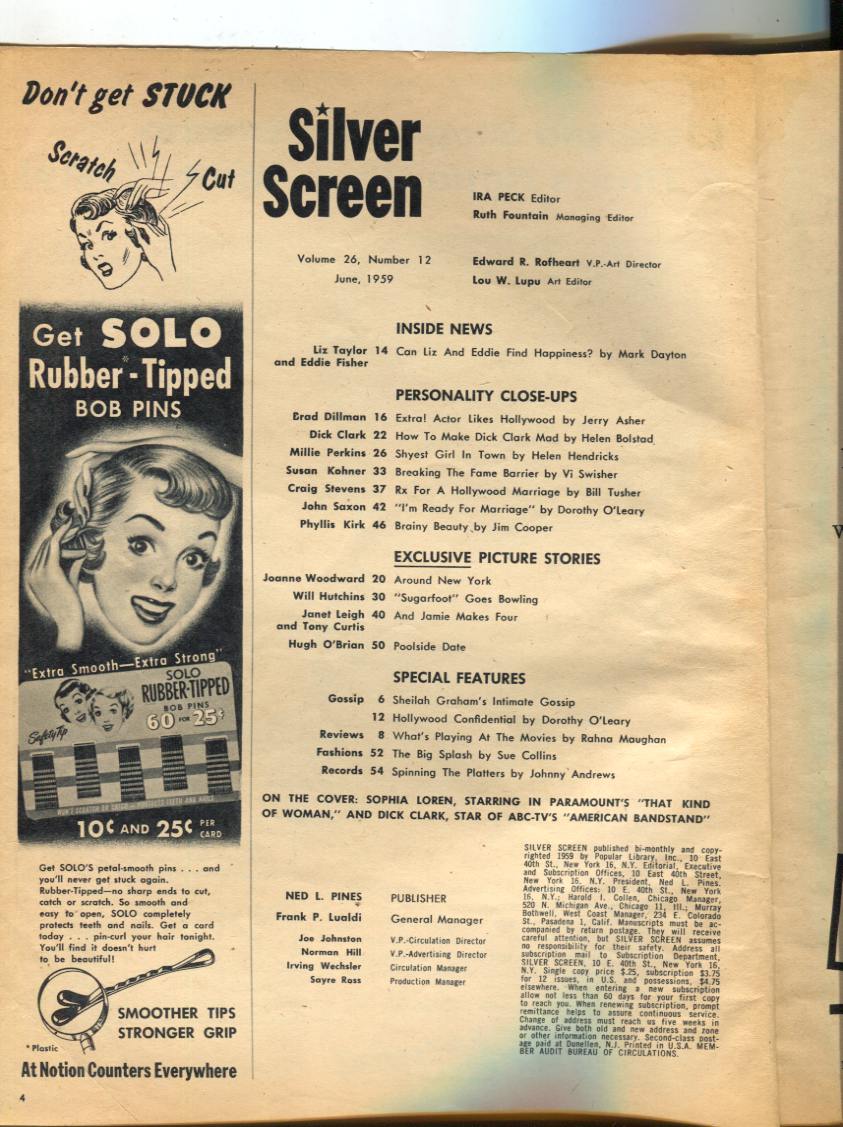 Don't get STUCK
Scratch
Cut
Get SOLO
Rubber*-Tipped
BOB PINS
"Extra Smooth—Extra Strong"
SOLO
RUBBER-TIPPED
BOB PINS
60 FOR 25¢
Safety Tip
WON'T SCRATCH OR SNAG—PROTECTS TEETH AND NAILS
10¢ AND 25¢ PER CARD
Get SOLO'S petal-smooth pins . . . and
you'll never get stuck again.
Rubber-Tipped—no sharp ends to cut,
catch or scratch. So smooth and
easy to open, SOLO completely
protects teeth and nails. Get a card
today . . . pin-curl your hair tonight.
You'll find it doesn't hurt
to be beautiful!
SMOOTHER TIPS
STRONGER GRIP
*Plastic
At Notion Counters Everywhere
4
Silver
Screen
IRA PECK Editor
Ruth Fountain Managing Editor
Volume 26, Number 12
June, 1959
Edward R. Rofheart V.P.-Art Director
Lou W. Lupu Art Editor
INSIDE NEWS
Liz Taylor 14 Can Liz And Eddie Find Happiness? by Mark Dayton
and Eddie Fisher
PERSONALITY CLOSE-UPS
Brad Dillman 16 Extra! Actor Likes Hollywood by Jerry Asher
Dick Clark 22 How To Make Dick Clark Mad by Helen Bolstad
Millie Perkins 26 Shyest Girl In Town by Helen Hendricks
Susan Kohner 33 Breaking The Fame Barrier by Vi Swisher
Craig Stevens 37 Rx For A Hollywood Marriage by Bill Tusher
John Saxon 42 "I'm Ready For Marriage" by Dorothy O'Leary
Phyllis Kirk 46 Brainy Beauty by Jim Cooper
EXCLUSIVE PICTURE STORIES
Joanne Woodward 20 Around New York
Will Hutchins 30 "Sugarfoot" Goes Bowling
Janet Leigh 40 And Jamie Makes Four
and Tony Curtis
Hugh O'Brian 50 Poolside Date
SPECIAL FEATURES
Gossip 6 Sheilah Graham's Intimate Gossip
12 Hollywood Confidential by Dorothy O'Leary
Reviews 8 What's Playing At The Movies by Rahna Maughan
Fashions 52 The Big Splash by Sue Collins
Records 54 Spinning The Platters by Johnny Andrews
ON THE COVER: SOPHIA LOREN, STARRING IN PARAMOUNT'S "THAT KIND
OF WOMAN," AND DICK CLARK, STAR OF ABC-TV'S "AMERICAN BANDSTAND"
NED L. PINES PUBLISHER
Frank P. Lualdi General Manager
Joe Johnston V.P.-Circulation Director
Norman Hill V.P.-Advertising Director
Irving Wechsler Circulation Manager
Sayre Ross Production Manager
SILVER SCREEN published bi-monthly and copy-
righted 1959 by Popular Library, Inc., 10 East
40th St., New York 16, N.Y. Editorial, Executive
and Subscription Offices, 10 East 40th Street,
New York 16, N.Y. President, Ned L. Pines.
Advertising Offices: 10 E. 40th St., New York
16, N.Y.; Harold I. Collen, Chicago Manager,
520 N. Michigan Ave., Chicago 11, Ill.; Murray
Bothwell, West Coast Manager, 234 E. Colorado
St., Pasadena 1, Calif. Manuscripts must be ac-
companied by return postage. They will receive
careful attention, but SILVER SCREEN assumes
no responsibility for their safety. Address all
subscription mail to Subscription Department,
SILVER SCREEN, 10 E. 40th St., New York 16,
N.Y. Single copy price $.25, subscription $3.75
for 12 issues, in U.S. and possessions, $4.75
elsewhere. When entering a new subscription
allow not less than 60 days for your first copy
to reach you. When renewing subscription, prompt
remittance helps to assure continuous service.
Change of address must reach us five weeks in
advance. Give both old and new address and zone
or other information necessary. Second-class post-
age paid at Dunellen, N.J. Printed in U.S.A. MEM-
BER AUDIT BUREAU OF CIRCULATIONS.